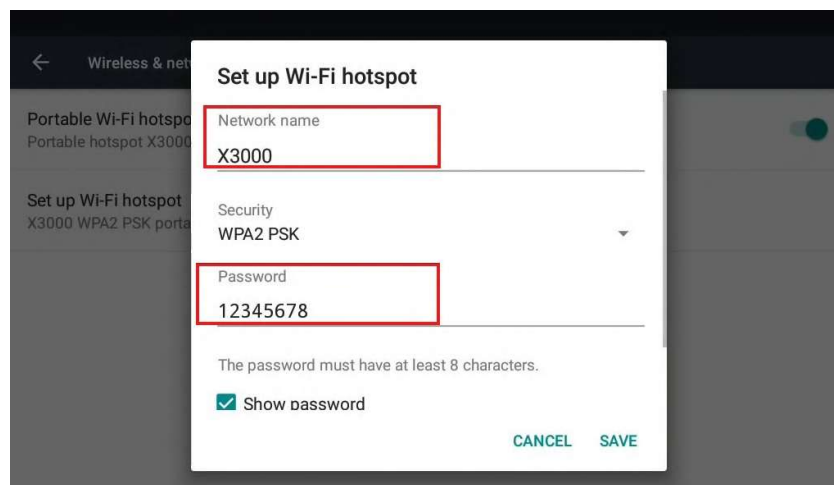 Wireless & net
Set up Wi-Fi hotspot
Portable Wi-Fi hotspo
Portable hotspot X3000
Network name
X3000
Set up Wi-Fi hotspot
X3000 WPA2 PSK porta
Security
WPA2 PSK
Password
12345678
The password must have at least 8 characters.
Show password
CANCEL SAVE